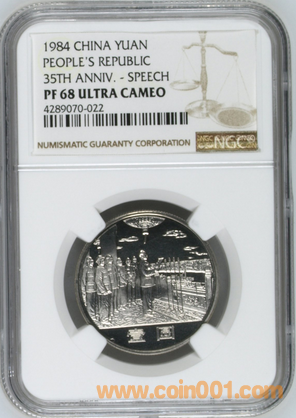 1984 CHINA YUAN
PEOPLE'S REPUBLIC
35TH ANNIV. - SPEECH
PF 68 ULTRA CAMEO
4289070-022
NUMISMATIC GUARANTY CORPORATION
NGC
www.coin001.com